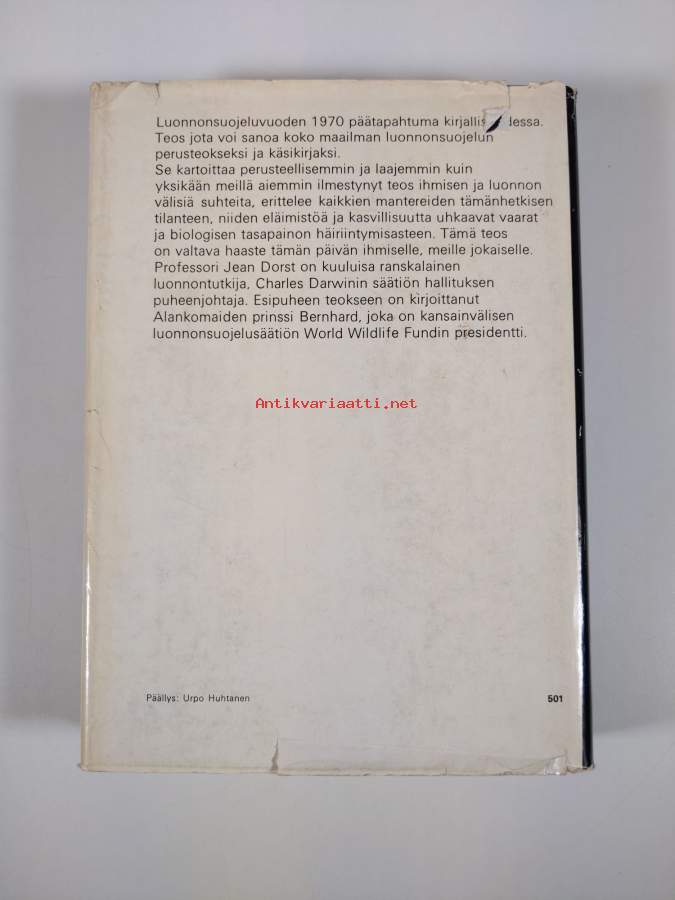 Luonnonsuojeluvuoden 1970 päätapahtuma
Teos jota voi sanoa koko maailman luonnonsuojelun
perusteokseksi ja käsikirjaksi.
Se kartoittaa perusteellisemmin ja laajemmin kuin
yksikään meillä aiemmin ilmestynyt teos ihmisen ja luonnon
välisiä suhteita, erittelee kaikkien mantereiden tämänhetkisen
tilanteen, niiden eläimistöä ja kasvillisuutta uhkaavat vaarat
ja biologisen tasapainon häiriintymisasteen. Tämä teos
on valtava haaste tämän päivän ihmiselle, meille jokaiselle.
Professori Jean Dorst on kuuluisa ranskalainen
luonnontutkija, Charles Darwinin säätiön hallituksen
puheenjohtaja. Esipuheen teokseen on kirjoittanut
Alankomaiden prinssi Bernhard, joka on kansainvälisen
luonnonsuojelusäätiön World Wildlife Fundin presidentti.
Antikvariaatti.net
Päällys: Urpo Huhtanen
501